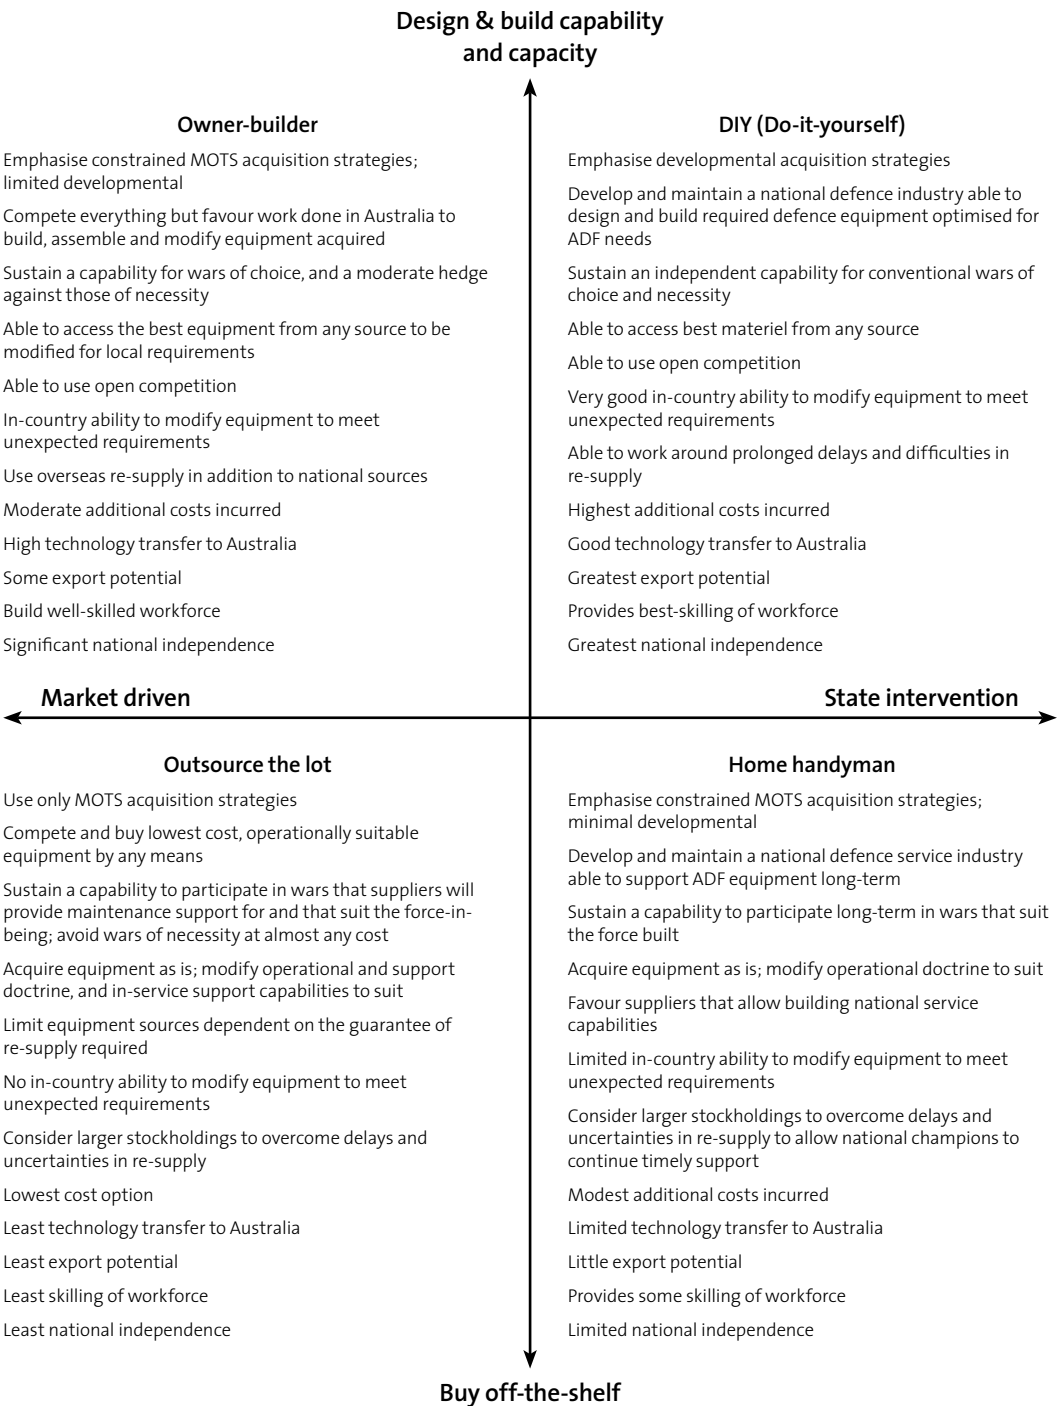 Design & build capability
and capacity
Owner-builder
Emphasise constrained MOTS acquisition strategies;
limited developmental
Compete everything but favour work done in Australia to
build, assemble and modify equipment acquired
Sustain a capability for wars of choice, and a moderate hedge
against those of necessity
Able to access the best equipment from any source to be
modified for local requirements
Able to use open competition
In-country ability to modify equipment to meet
unexpected requirements
Use overseas re-supply in addition to national sources
Moderate additional costs incurred
High technology transfer to Australia
Some export potential
Build well-skilled workforce
Significant national independence
DIY (Do-it-yourself)
Emphasise developmental acquisition strategies
Develop and maintain a national defence industry able to
design and build required defence equipment optimised for
ADF needs
Sustain an independent capability for conventional wars of
choice and necessity
Able to access best materiel from any source
Able to use open competition
Very good in-country ability to modify equipment to meet
unexpected requirements
Able to work around prolonged delays and difficulties in
re-supply
Highest additional costs incurred
Good technology transfer to Australia
Greatest export potential
Provides best-skilling of workforce
Greatest national independence
Market driven
State intervention
Outsource the lot
Use only MOTS acquisition strategies
Compete and buy lowest cost, operationally suitable
equipment by any means
Sustain a capability to participate in wars that suppliers will
provide maintenance support for and that suit the force-in-
being; avoid wars of necessity at almost any cost
Acquire equipment as is; modify operational and support
doctrine, and in-service support capabilities to suit
Limit equipment sources dependent on the guarantee of
re-supply required
No in-country ability to modify equipment to meet
unexpected requirements
Consider larger stockholdings to overcome delays and
uncertainties in re-supply
Lowest cost option
Least technology transfer to Australia
Least export potential
Least skilling of workforce
Least national independence
Home handyman
Emphasise constrained MOTS acquisition strategies;
minimal developmental
Develop and maintain a national defence service industry
able to support ADF equipment long-term
Sustain a capability to participate long-term in wars that suit
the force built
Acquire equipment as is; modify operational doctrine to suit
Favour suppliers that allow building national service
capabilities
Limited in-country ability to modify equipment to meet
unexpected requirements
Consider larger stockholdings to overcome delays and
uncertainties in re-supply to allow national champions to
continue timely support
Modest additional costs incurred
Limited technology transfer to Australia
Little export potential
Provides some skilling of workforce
Limited national independence
Buy off-the-shelf